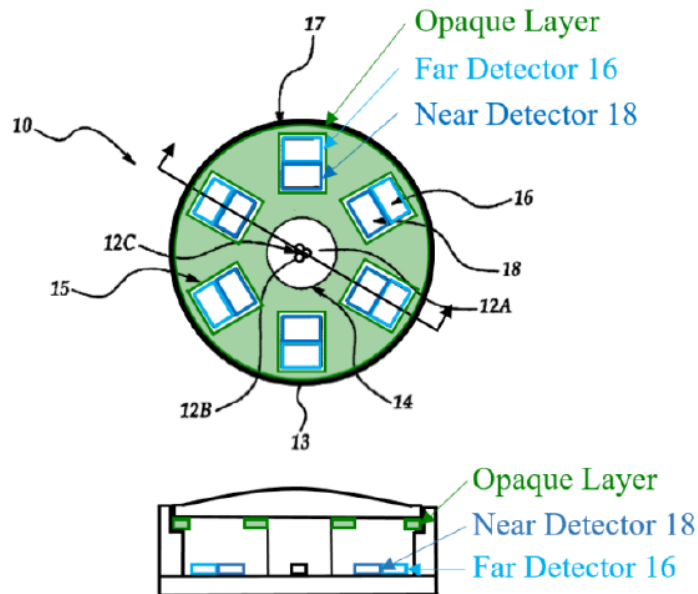 Opaque Layer
17
Far Detector 16
10
Near Detector 18
16
12C
18
15
12A
12B
14
13
Opaque Layer
Near Detector 18
Far Detector 16